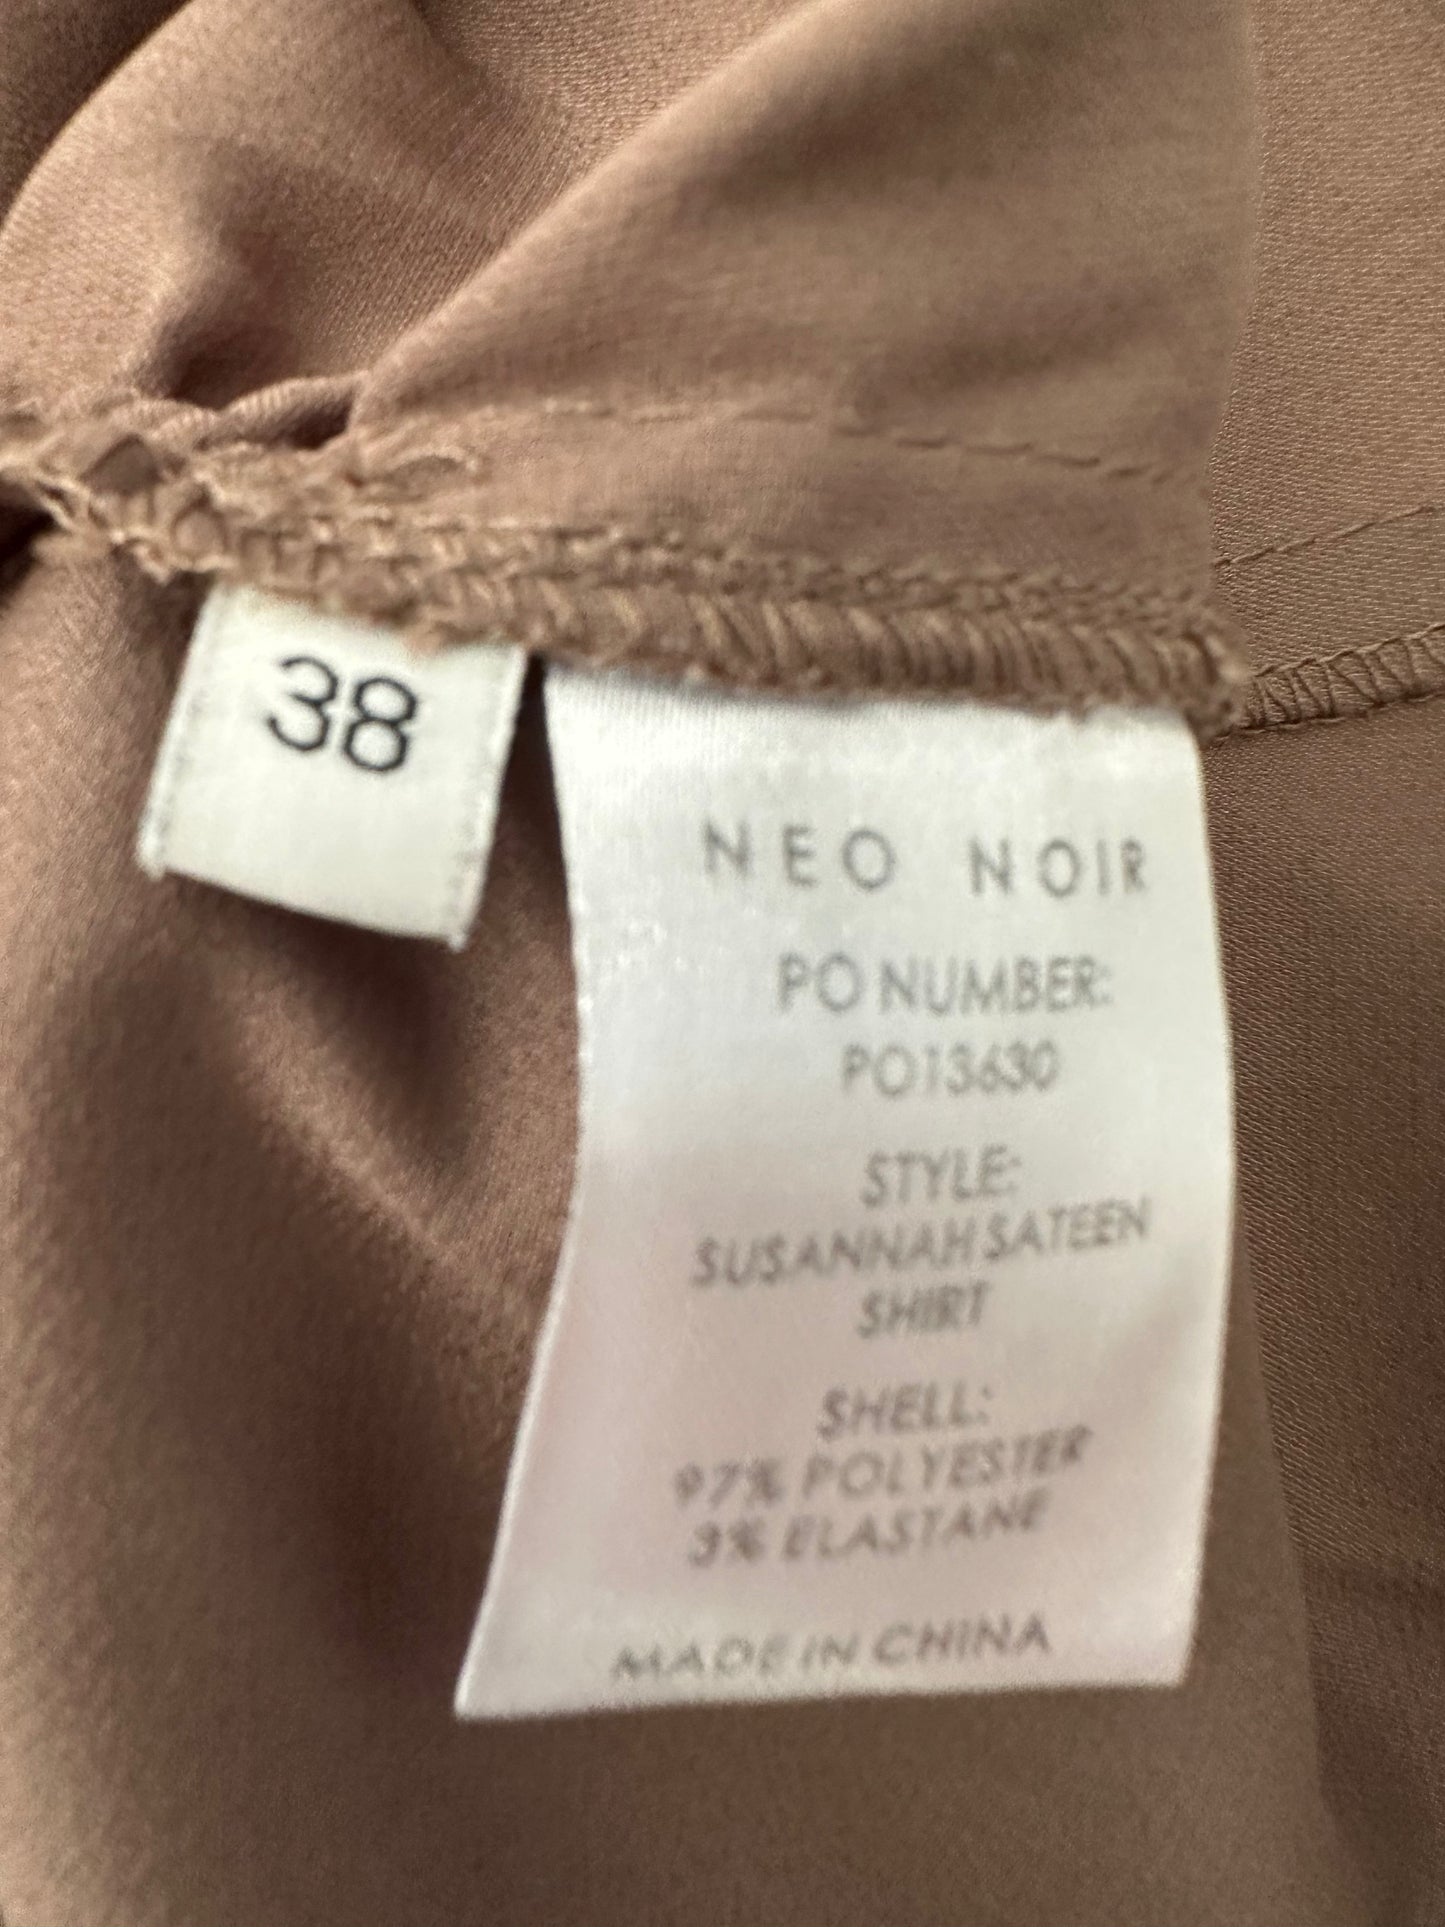 38
NEO NOIR
PO NUMBER:
PO13630
STYLE:
SUSANNAH SATEEN
SHIRT
SHELL:
97% POLYESTER
3% ELASTANE
MADE IN CHINA